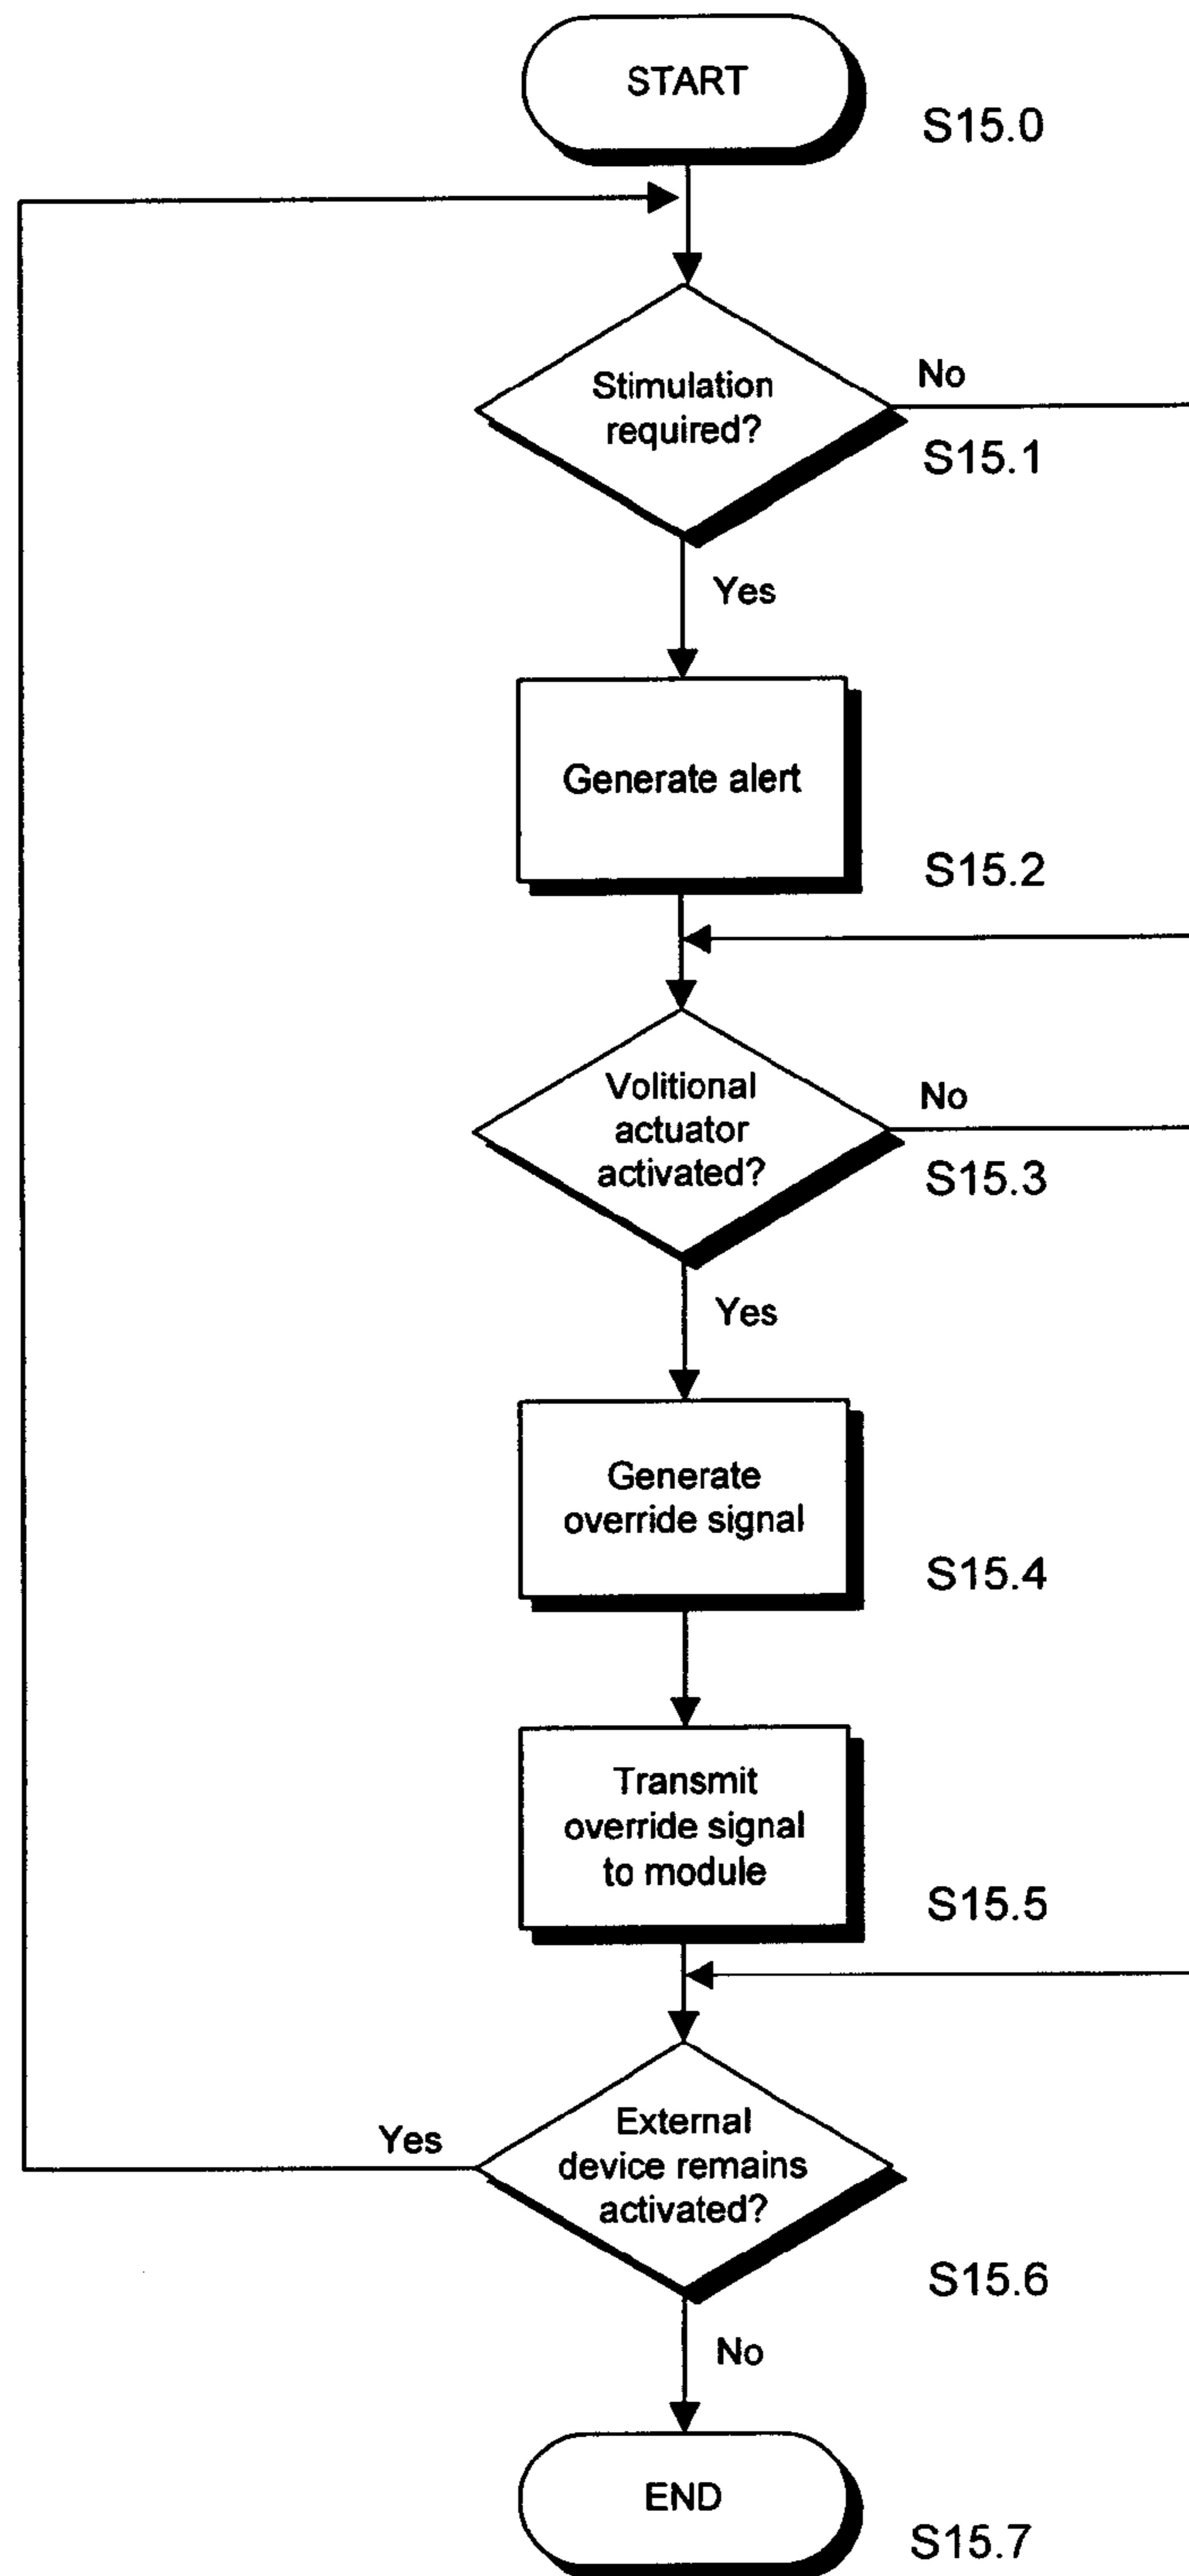 START
S15.0
Stimulation
required?
No
S15.1
Yes
Generate alert
S15.2
Volitional
actuator
activated?
No
S15.3
Yes
Generate
override signal
S15.4
Transmit
override signal
to module
S15.5
Yes
External
device remains
activated?
S15.6
No
END
S15.7